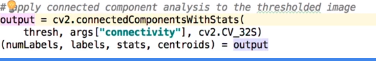 # apply connected component analysis to the thresholded image
output = cv2.connectedComponentsWithStats(
thresh, args["connectivity"], cv2.CV_32S)
(numLabels, labels, stats, centroids) = output